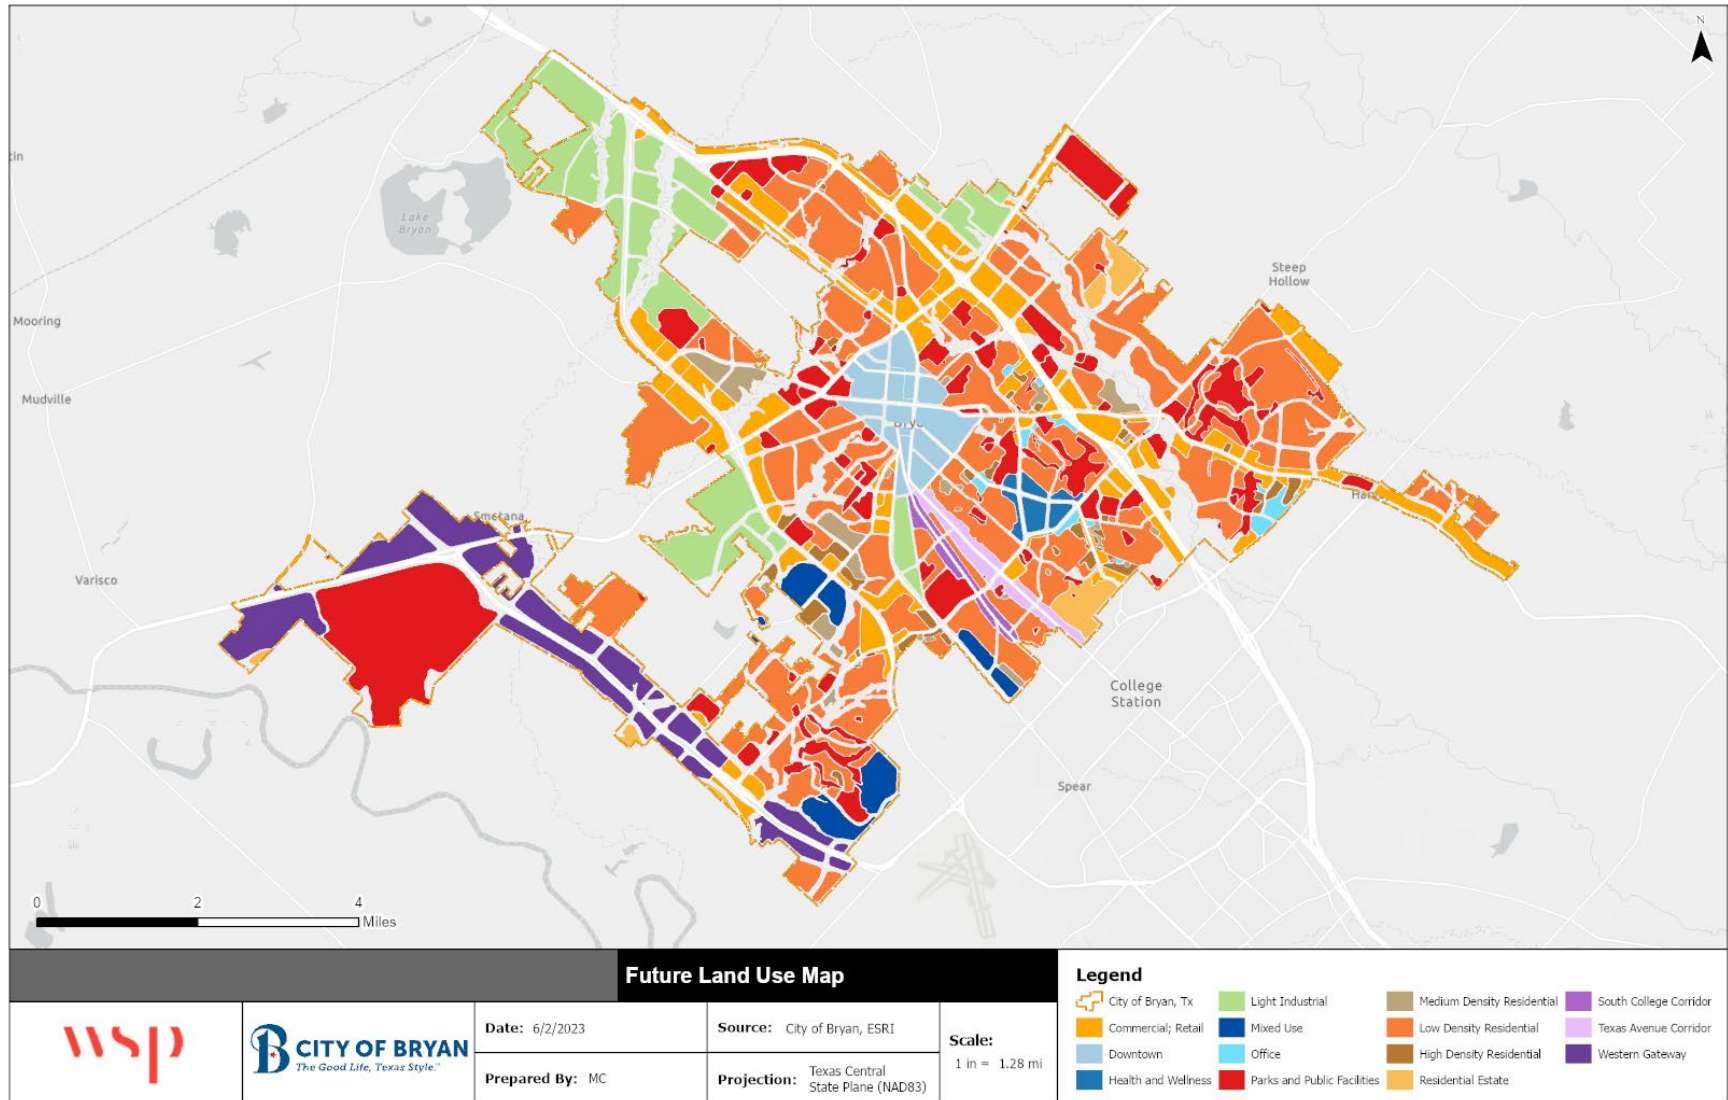 N
tin
Lake
Bryan
Steep
Hollow
Mooring
Mudville
Smetana
Varisco
College
Station
Spear
0 2 4
Miles
Future Land Use Map
wsp
CITY OF BRYAN
The Good Life, Texas Style.™
Date: 6/2/2023
Prepared By: MC
Source: City of Bryan, ESRI
Projection: Texas Central
State Plane (NAD83)
Scale:
1 in = 1.28 mi
Legend
City of Bryan, Tx
Commercial; Retail
Downtown
Health and Wellness
Light Industrial
Mixed Use
Office
Parks and Public Facilities
Medium Density Residential
Low Density Residential
High Density Residential
Residential Estate
South College Corridor
Texas Avenue Corridor
Western Gateway